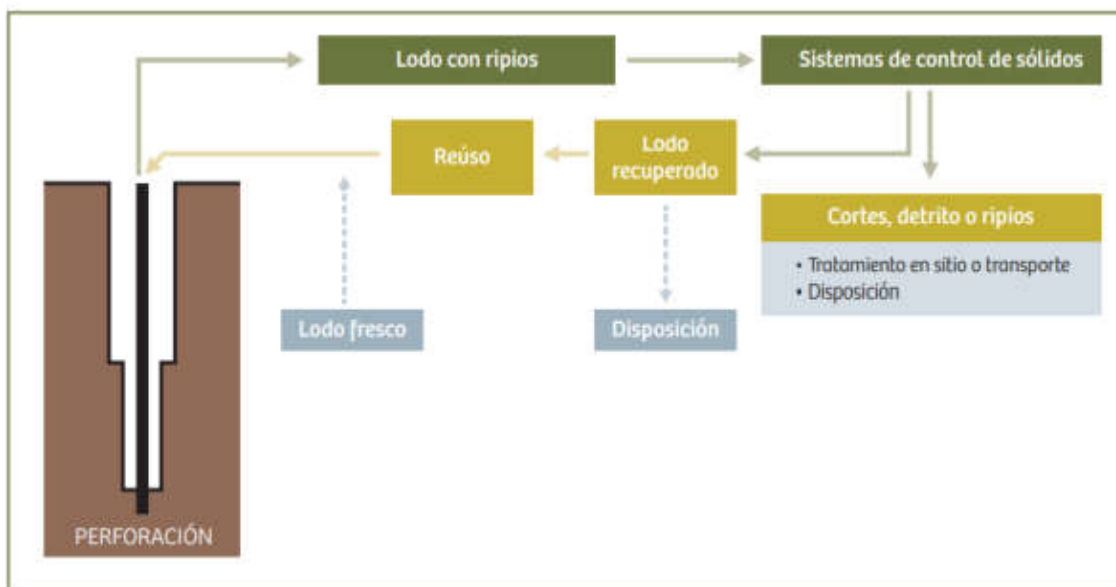 Lodo con ripios
Sistemas de control de sólidos
Reúso
Lodo
recuperado
Cortes, detrito o ripios
• Tratamiento en sitio o transporte
• Disposición
Lodo fresco
Disposición
PERFORACIÓN